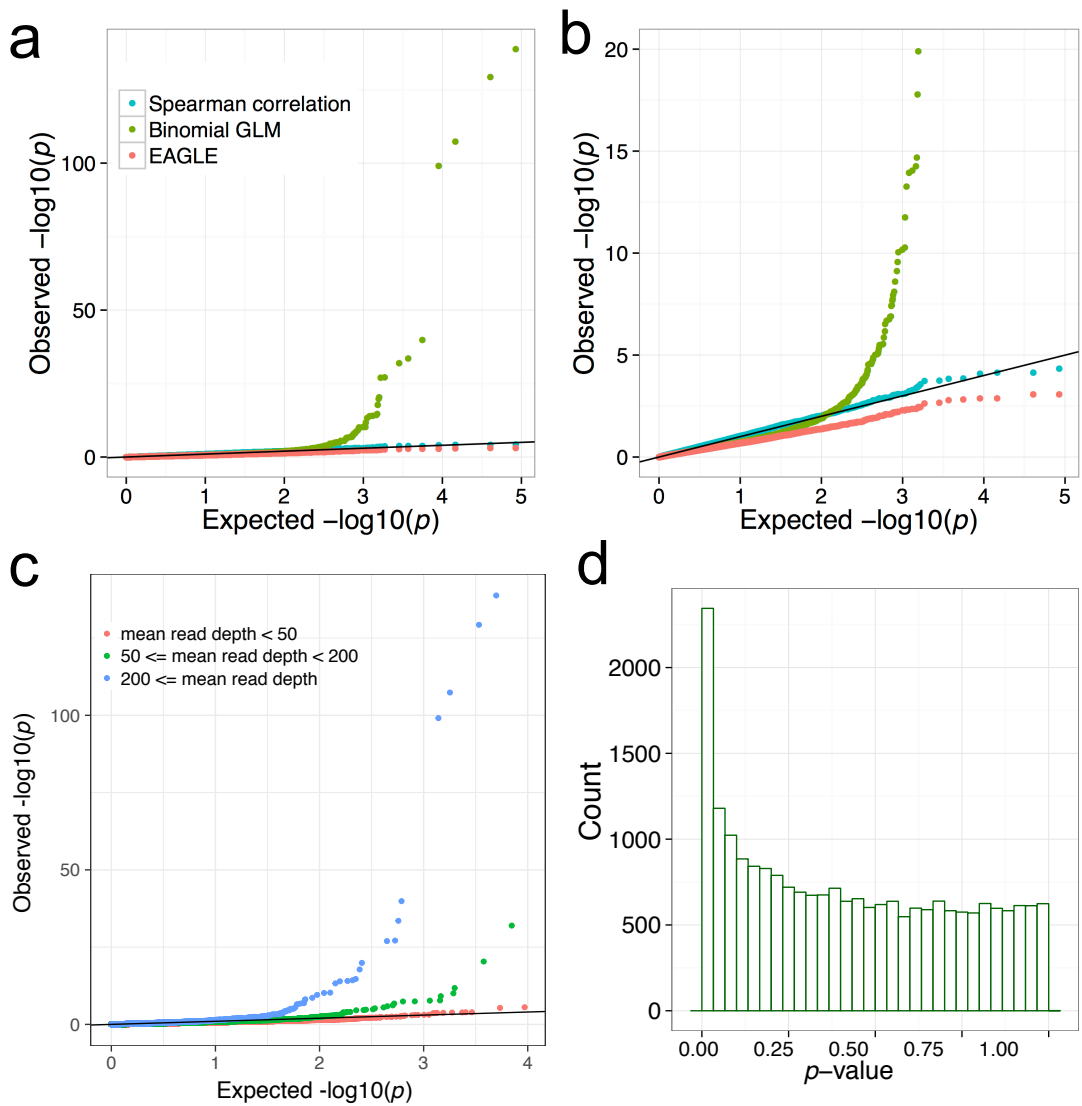 a
Observed −log10(p)
100
50
0
Spearman correlation
Binomial GLM
EAGLE
0 1 2 3 4 5
Expected −log10(p)
b
Observed −log10(p)
20
15
10
5
0
0 1 2 3 4 5
Expected −log10(p)
c
Observed -log10(p)
100
50
0
mean read depth < 50
50 <= mean read depth < 200
200 <= mean read depth
0 1 2 3 4
Expected -log10(p)
d
Count
2000
1500
1000
500
0
0.00 0.25 0.50 0.75 1.00
p−value